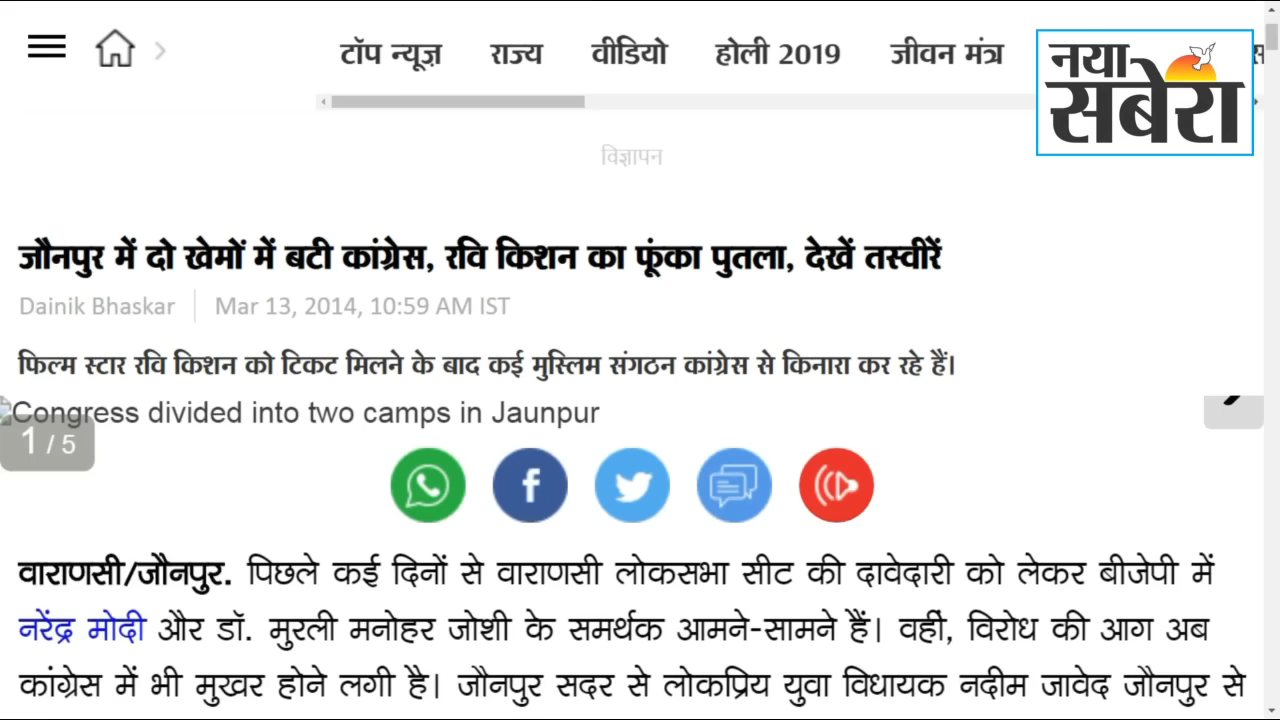 टॉप न्यूज़ राज्य वीडियो होली 2019 जीवन मंत्र
नया
सबेरा
विज्ञापन
जौनपुर में दो खेमों में बटी कांग्रेस, रवि किशन का फूंका पुतला, देखें तस्वीरें
Dainik Bhaskar Mar 13, 2014, 10:59 AM IST
फिल्म स्टार रवि किशन को टिकट मिलने के बाद कई मुस्लिम संगठन कांग्रेस से किनारा कर रहे हैं।
Congress divided into two camps in Jaunpur
1 / 5
वाराणसी/जौनपुर. पिछले कई दिनों से वाराणसी लोकसभा सीट की दावेदारी को लेकर बीजेपी में
नरेंद्र मोदी और डॉ. मुरली मनोहर जोशी के समर्थक आमने-सामने हैं। वहीं, विरोध की आग अब
कांग्रेस में भी मुखर होने लगी है। जौनपुर सदर से लोकप्रिय युवा विधायक नदीम जावेद जौनपुर से